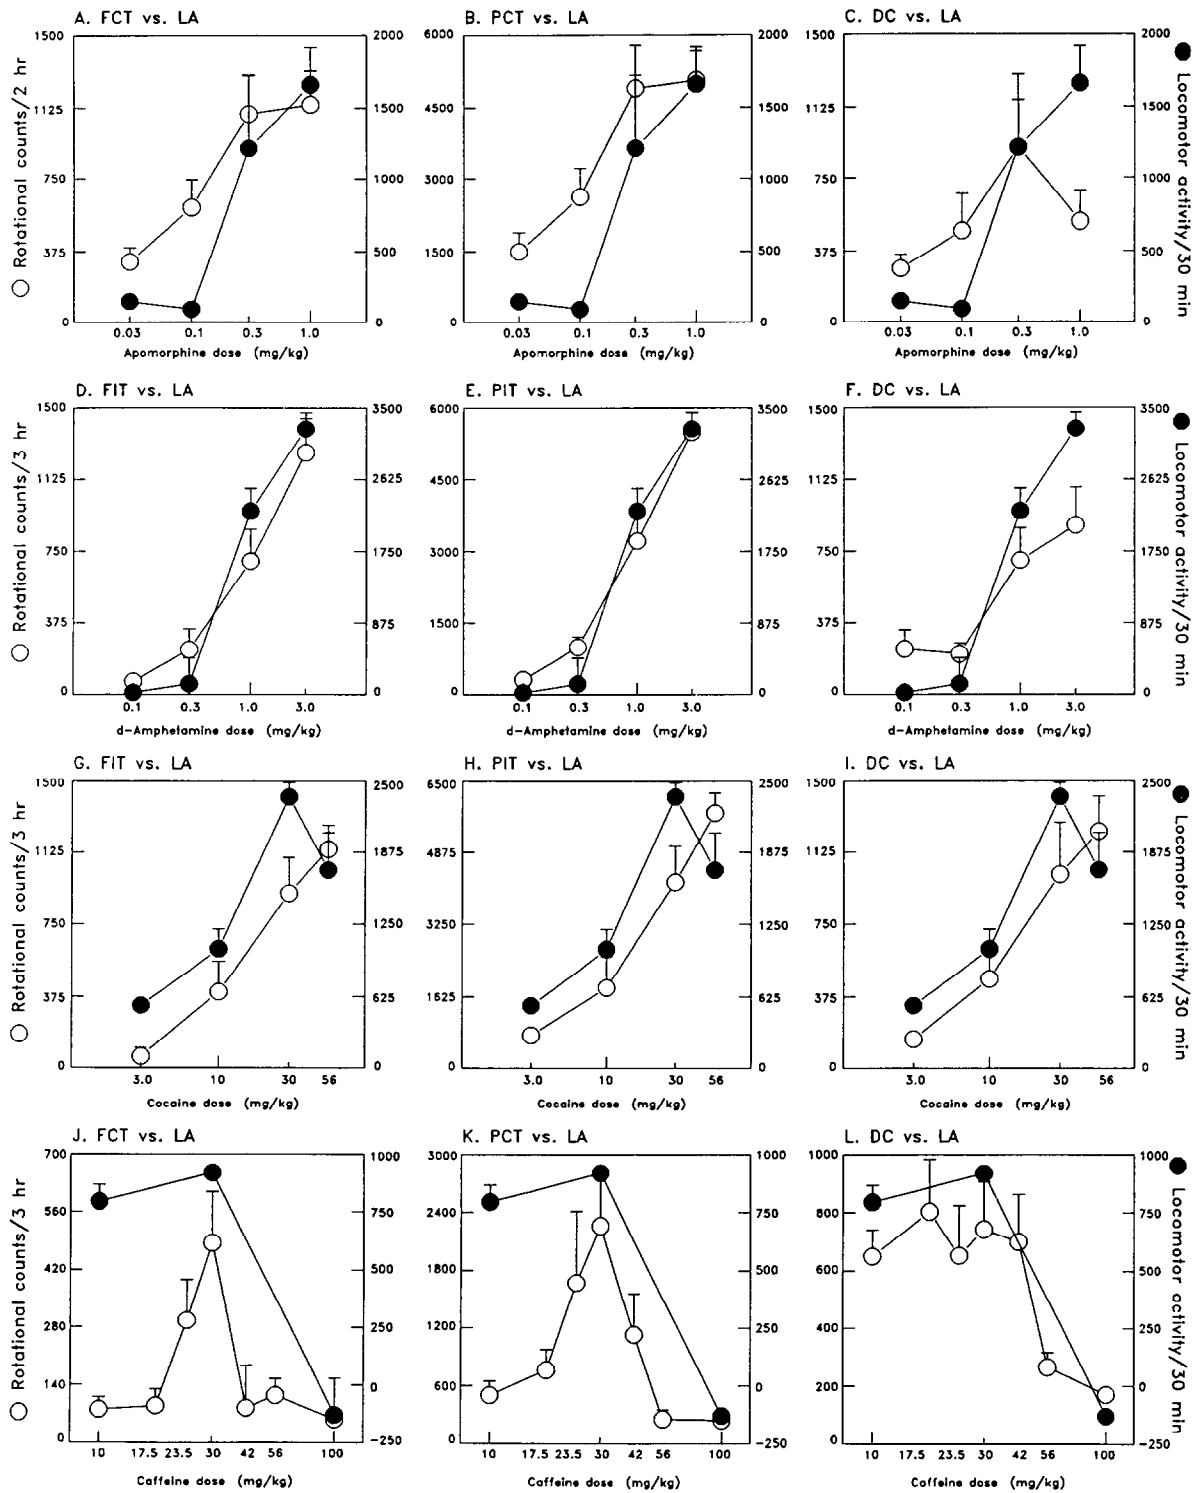 A. FCT vs. LA
B. PCT vs. LA
C. DC vs. LA
Rotational counts/2 hr
1500
1125
750
375
0
2000
1500
1000
500
0
0.03 0.1 0.3 1.0
Apomorphine dose (mg/kg)
6000
4500
3000
1500
0
2000
1500
1000
500
0
0.03 0.1 0.3 1.0
Apomorphine dose (mg/kg)
1500
1125
750
375
0
2000
1500
1000
500
0
0.03 0.1 0.3 1.0
Apomorphine dose (mg/kg)
Locomotor activity/30 min
D. FIT vs. LA
E. PIT vs. LA
F. DC vs. LA
Rotational counts/3 hr
1500
1125
750
375
0
3500
2625
1750
875
0
0.1 0.3 1.0 3.0
d-Amphetamine dose (mg/kg)
6000
4500
3000
1500
0
3500
2625
1750
875
0
0.1 0.3 1.0 3.0
d-Amphetamine dose (mg/kg)
1500
1125
750
375
0
3500
2625
1750
875
0
0.1 0.3 1.0 3.0
d-Amphetamine dose (mg/kg)
Locomotor activity/30 min
G. FIT vs. LA
H. PIT vs. LA
I. DC vs. LA
Rotational counts/3 hr
1500
1125
750
375
0
2500
1875
1250
625
0
3.0 10 30 56
Cocaine dose (mg/kg)
6500
4875
3250
1625
0
2500
1875
1250
625
0
3.0 10 30 56
Cocaine dose (mg/kg)
1500
1125
750
375
0
2500
1875
1250
625
0
3.0 10 30 56
Cocaine dose (mg/kg)
Locomotor activity/30 min
J. FCT vs. LA
K. PCT vs. LA
L. DC vs. LA
Rotational counts/3 hr
700
560
420
280
140
0
1000
750
500
250
0
-250
10 17.5 23.5 30 42 56 100
Caffeine dose (mg/kg)
3000
2400
1800
1200
600
0
1000
750
500
250
0
-250
10 17.5 23.5 30 42 56 100
Caffeine dose (mg/kg)
1000
800
600
400
200
0
1000
750
500
250
0
-250
10 17.5 23.5 30 42 56 100
Caffeine dose (mg/kg)
Locomotor activity/30 min